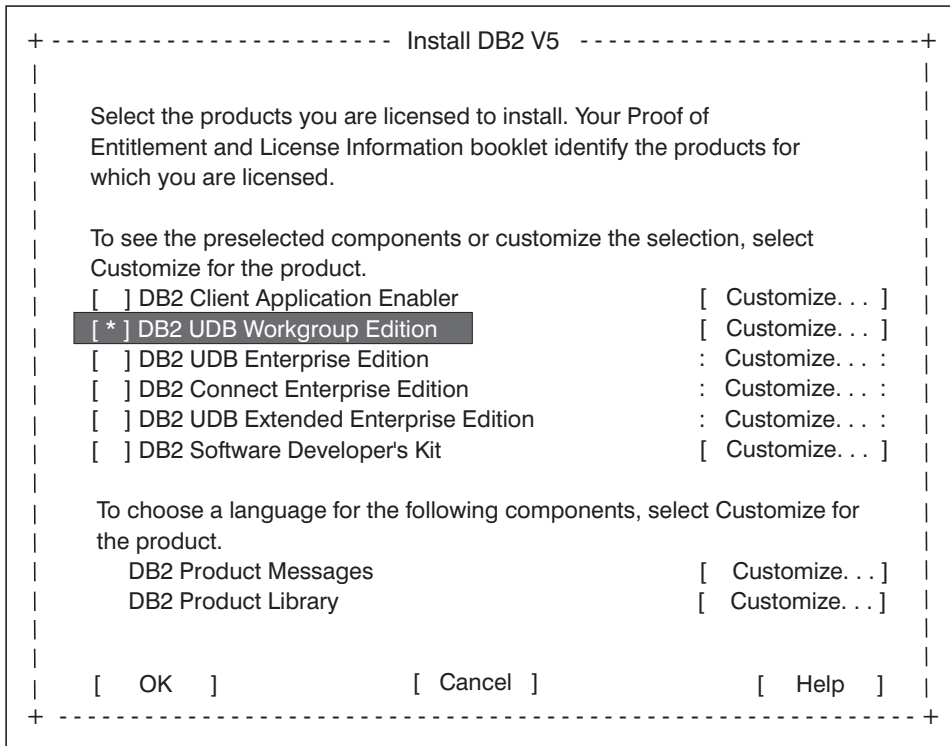 + - - - - - - - - - - - - - - - - - - - - - - - - Install DB2 V5 - - - - - - - - - - - - - - - - - - - - - - - -+
Select the products you are licensed to install. Your Proof of
Entitlement and License Information booklet identify the products for
which you are licensed.
To see the preselected components or customize the selection, select
Customize for the product.
[ ] DB2 Client Application Enabler [ Customize. . . ]
[ * ] DB2 UDB Workgroup Edition [ Customize. . . ]
[ ] DB2 UDB Enterprise Edition : Customize. . . :
[ ] DB2 Connect Enterprise Edition : Customize. . . :
[ ] DB2 UDB Extended Enterprise Edition : Customize. . . :
[ ] DB2 Software Developer's Kit [ Customize. . . ]
To choose a language for the following components, select Customize for
the product.
DB2 Product Messages [ Customize. . . ]
DB2 Product Library [ Customize. . . ]
[ OK ] [ Cancel ] [ Help ]